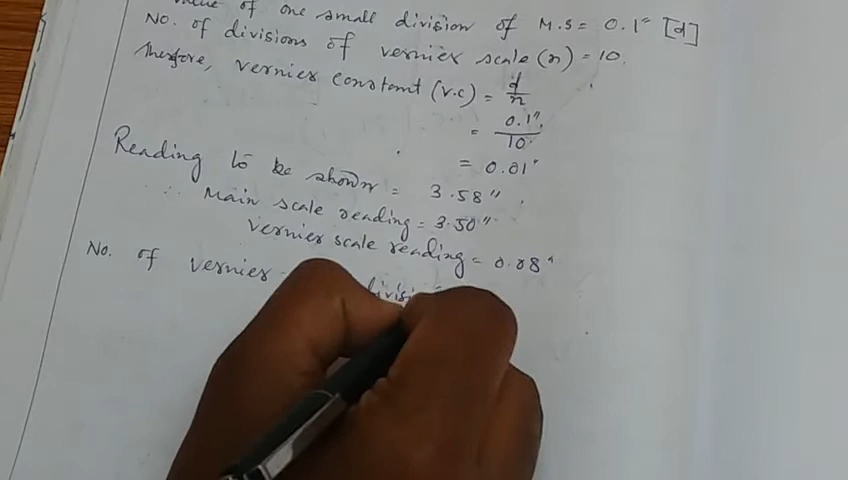 value of one small division of M.S = 0.1" [d]
No. of divisions of vernier scale (n) = 10.
Therefore, vernier constant (V.C) = d/n
= 0.1"/10
= 0.01"
Reading to be shown = 3.58".
∴ Main scale reading = 3.50"
Vernier scale reading = 0.08"
No. of vernier